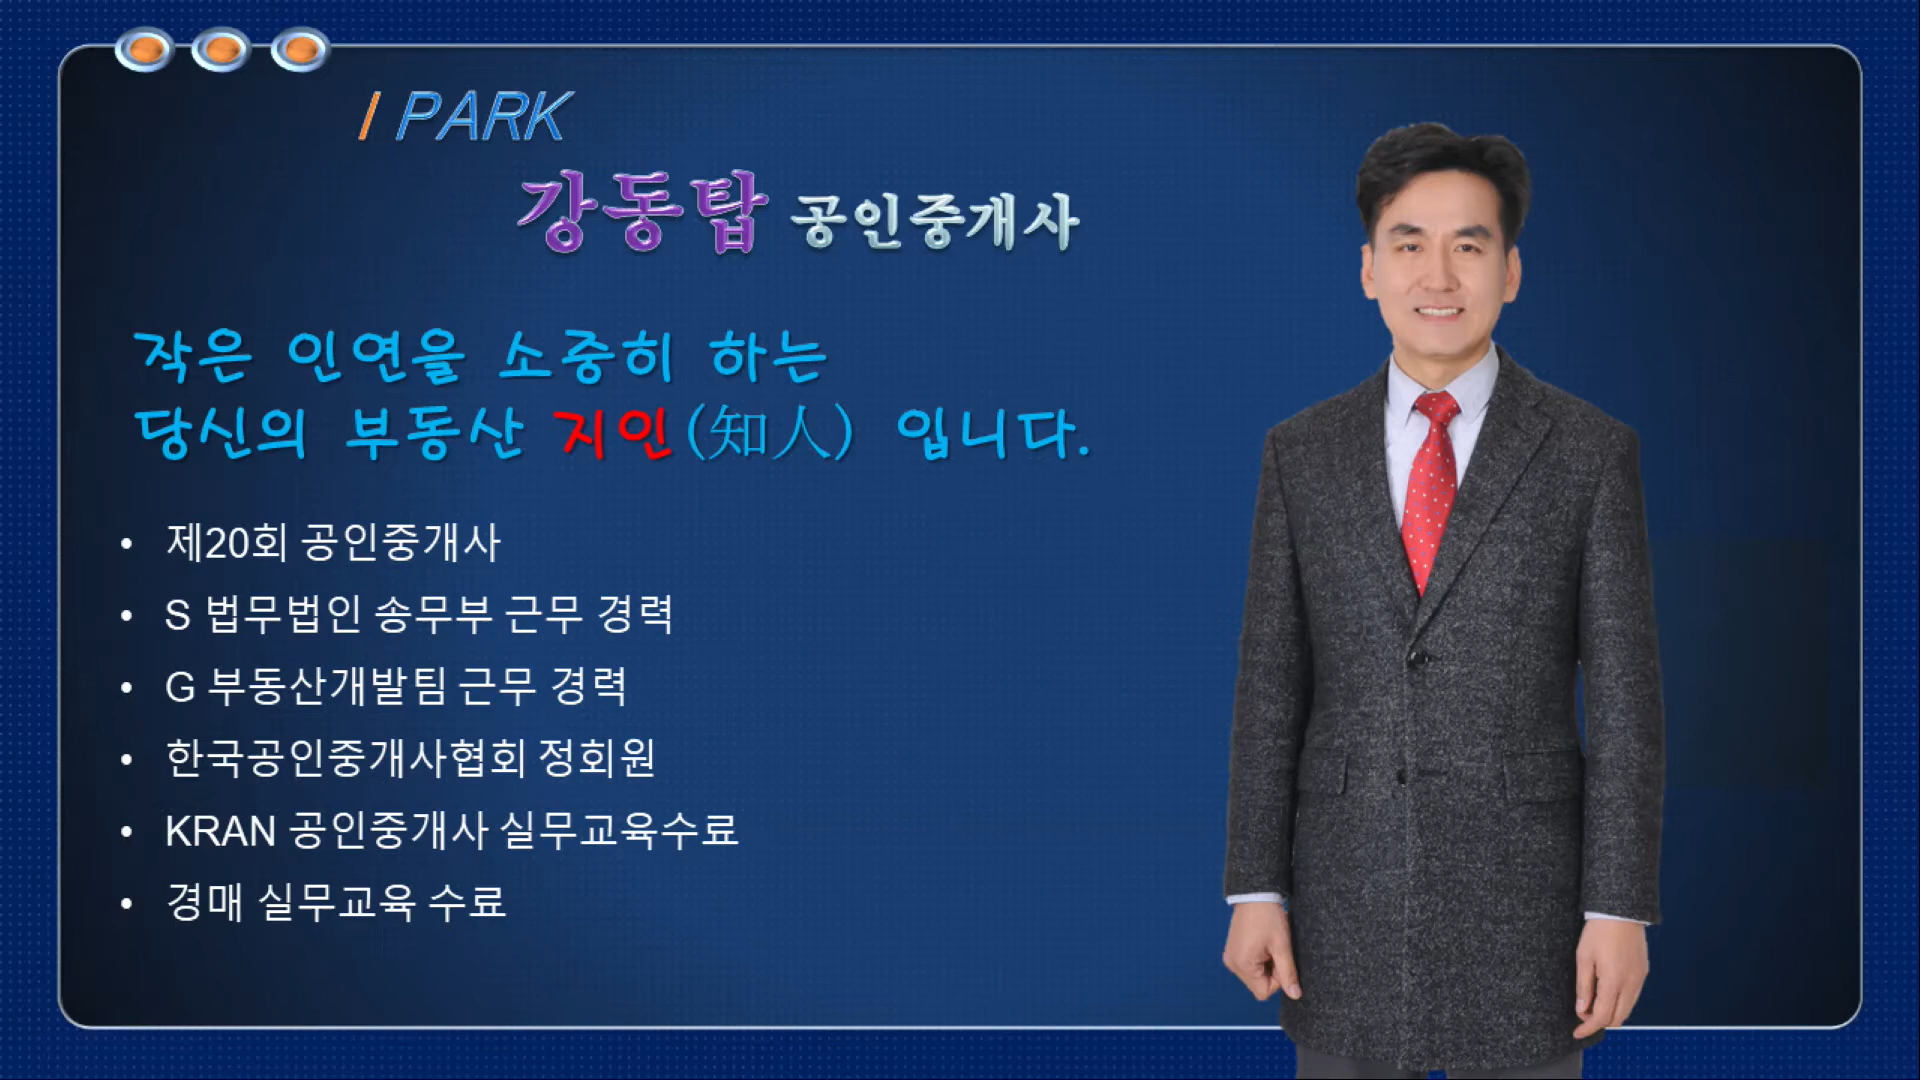 I PARK
강동탑 공인중개사
작은 인연을 소중히 하는
당신의 부동산 지인(知人) 입니다.
• 제20회 공인중개사
• S 법무법인 송무부 근무 경력
• G 부동산개발팀 근무 경력
• 한국공인중개사협회 정회원
• KRAN 공인중개사 실무교육수료
• 경매 실무교육 수료